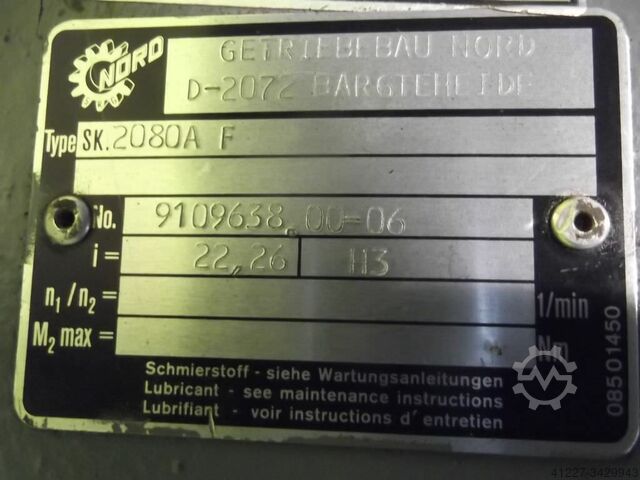 NORD
GETRIEBEBAU NORD
D-2072 BARGTEHEIDE
Type SK. 2080A F
No. 9109638.00-06
i = 22,26 H3
n₁/n₂ = 1/min
M₂ max = Nm
Schmierstoff - siehe Wartungsanleitungen
Lubricant - see maintenance instructions
Lubrifiant - voir instructions d'entretien
08501450
41227-3429943